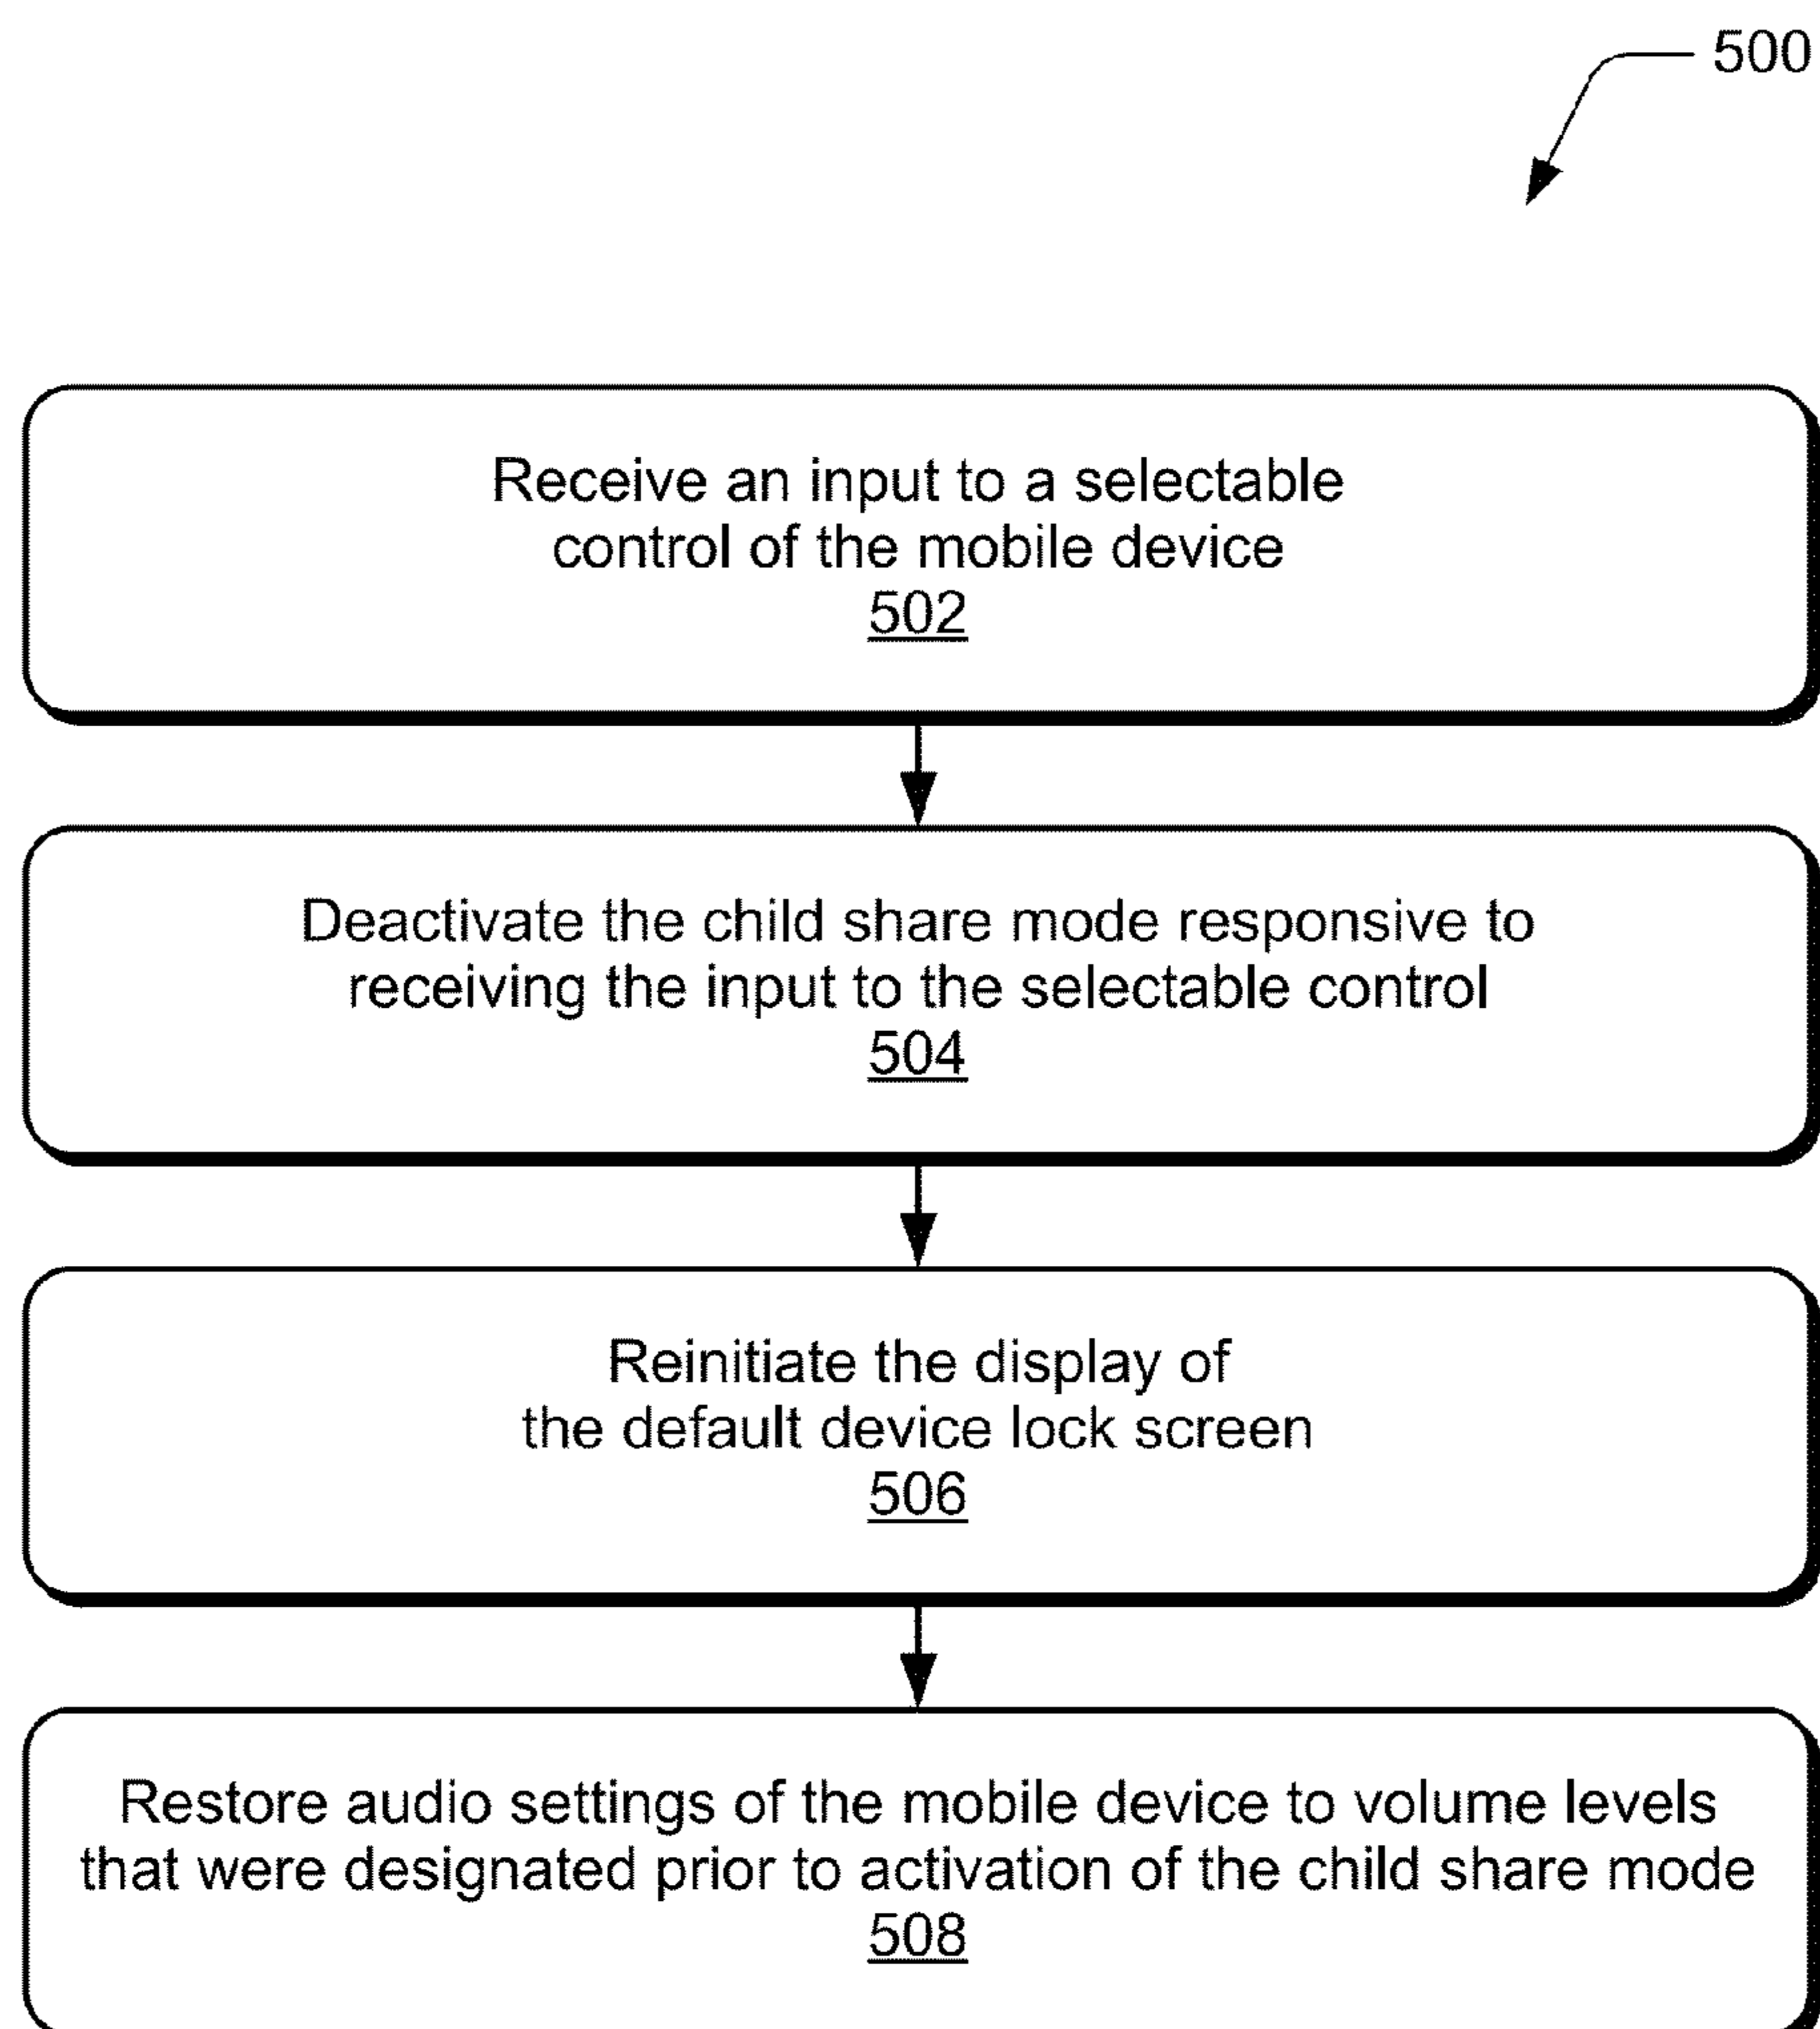 500
Receive an input to a selectable
control of the mobile device
502
Deactivate the child share mode responsive to
receiving the input to the selectable control
504
Reinitiate the display of
the default device lock screen
506
Restore audio settings of the mobile device to volume levels
that were designated prior to activation of the child share mode
508